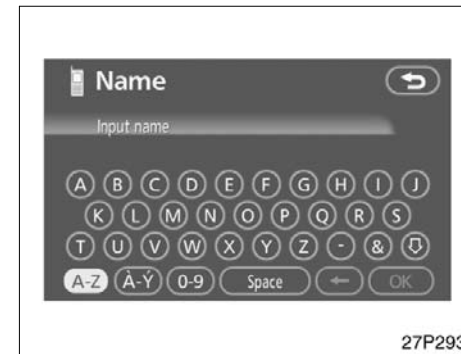 Name
Input name
A B C D E F G H I J
K L M N O P Q R S
T U V W X Y Z - &
A-Z À-Ý 0-9 Space ← OK
27P293